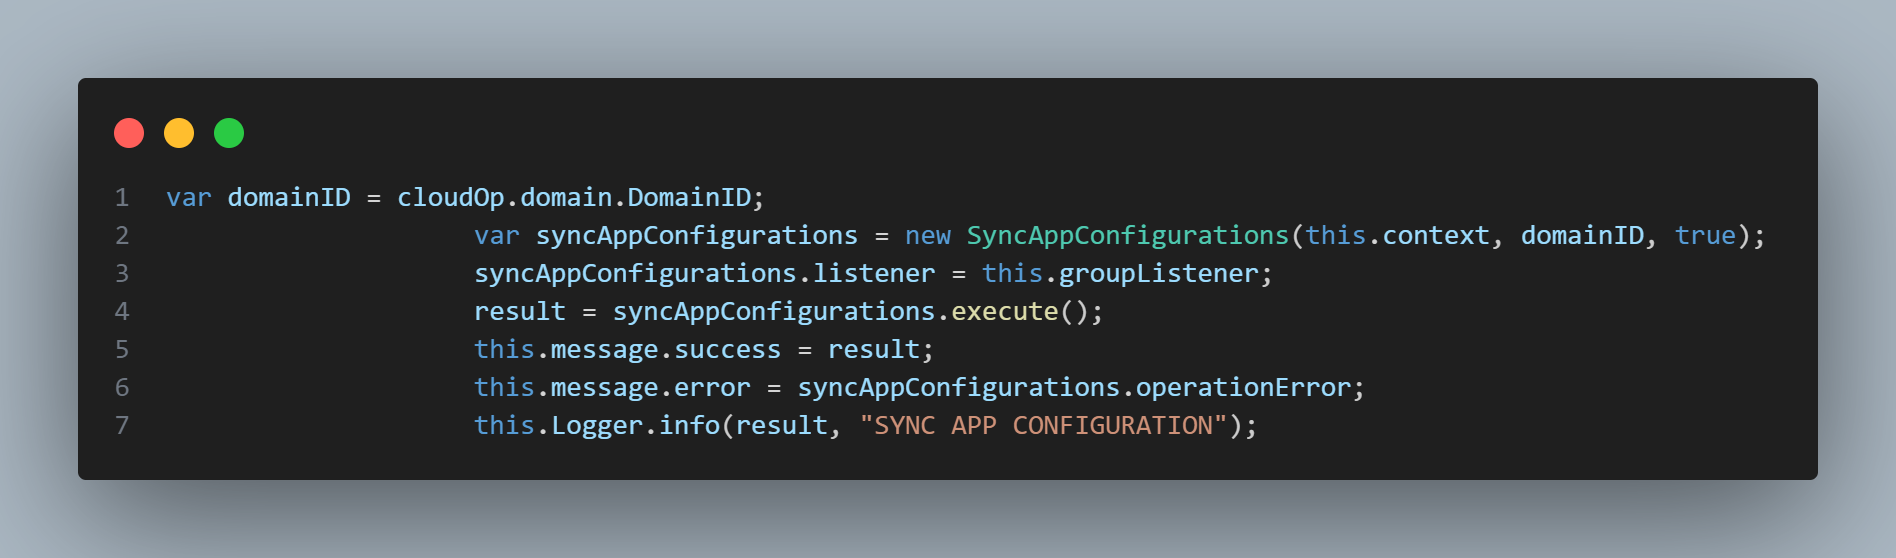 1 var domainID = cloudOp.domain.DomainID;
2 var syncAppConfigurations = new SyncAppConfigurations(this.context, domainID, true);
3 syncAppConfigurations.listener = this.groupListener;
4 result = syncAppConfigurations.execute();
5 this.message.success = result;
6 this.message.error = syncAppConfigurations.operationError;
7 this.Logger.info(result, "SYNC APP CONFIGURATION");